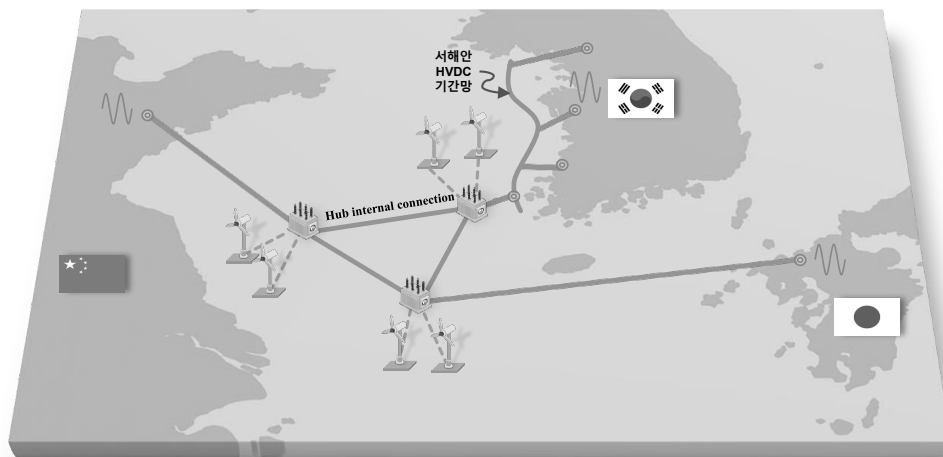 서해안
HVDC
기간망
Hub internal connection